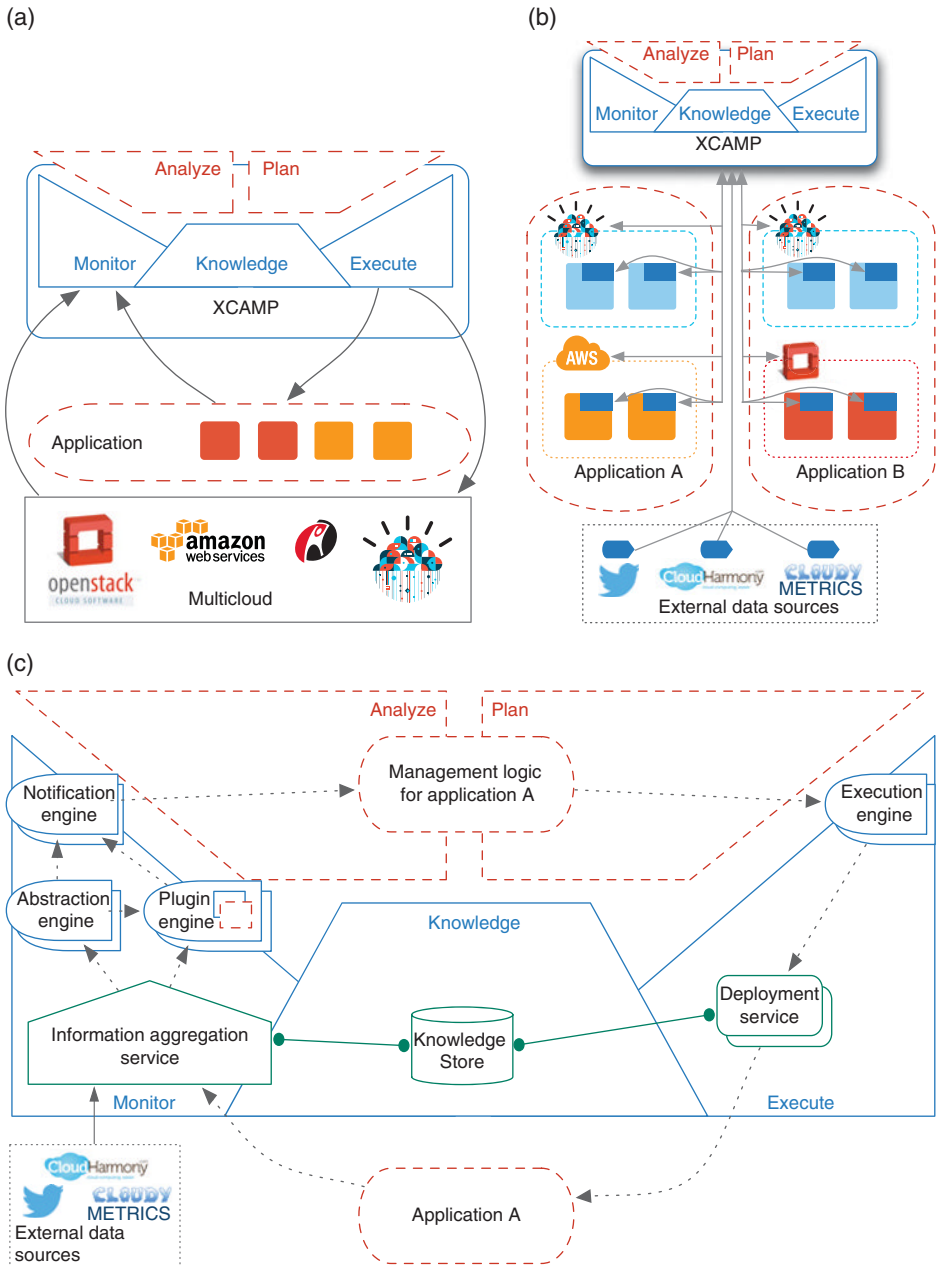 (a)
Analyze
Plan
Monitor
Knowledge
Execute
XCAMP
Application
openstack
CLOUD SOFTWARE
amazon
webservices
Multicloud
(b)
Analyze
Plan
Monitor
Knowledge
Execute
XCAMP
AWS
Application A
Application B
CloudHarmony
CLOUDY
METRICS
External data sources
(c)
Analyze
Plan
Management logic
for application A
Notification
engine
Execution
engine
Abstraction
engine
Plugin
engine
Knowledge
Information aggregation
service
Knowledge
Store
Deployment
service
Monitor
Execute
CloudHarmony
CLOUDY
METRICS
External data
sources
Application A